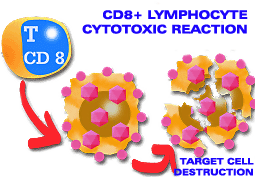 CD8+ LYMPHOCYTE
CYTOTOXIC REACTION
T
CD 8
TARGET CELL
DESTRUCTION